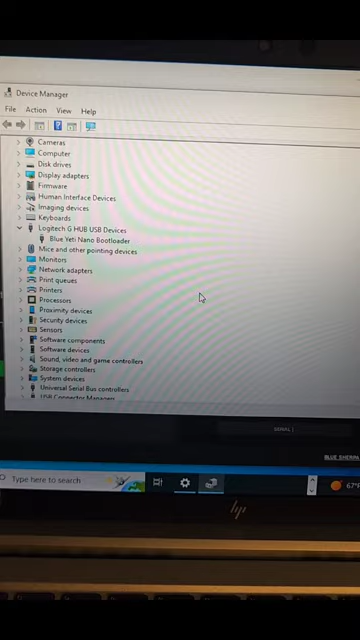 Device Manager
File Action View Help
Cameras
Computer
Disk drives
Display adapters
Firmware
Human Interface Devices
Imaging devices
Keyboards
Logitech G HUB USB Devices
Blue Yeti Nano Bootloader
Mice and other pointing devices
Monitors
Network adapters
Print queues
Printers
Processors
Proximity devices
Security devices
Sensors
Software components
Software devices
Sound, video and game controllers
Storage controllers
System devices
Universal Serial Bus controllers
USB Connector Managers
SIGNAL |
BLUE SHERPA
Type here to search
67°F
hp